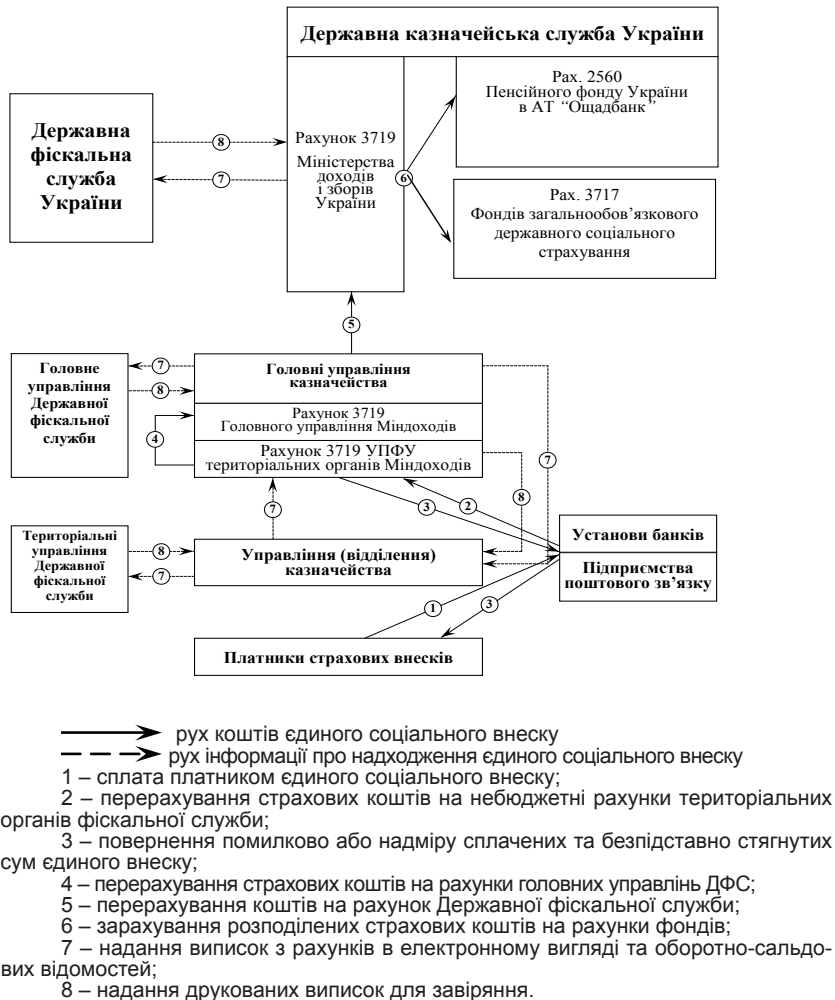 Державна казначейська служба України
Державна
фіскальна
служба
України
8
7
Рахунок 3719
Міністерства
доходів
і зборів
України
6
Рах. 2560
Пенсійного фонду України
в АТ “Ощадбанк”
Рах. 3717
Фондів загальнообов’язкового
державного соціального
страхування
5
Головне
управління
Державної
фіскальної
служби
7
8
4
Головні управління
казначейства
Рахунок 3719
Головного управління Міндоходів
Рахунок 3719 УПФУ
територіальних органів Міндоходів
7
8
7
3
2
Територіальні
управління
Державної
фіскальної
служби
8
7
Управління (відділення)
казначейства
Установи банків
Підприємства
поштового зв’язку
1
3
Платники страхових внесків
рух коштів єдиного соціального внеску
рух інформації про надходження єдиного соціального внеску
1 – сплата платником єдиного соціального внеску;
2 – перерахування страхових коштів на небюджетні рахунки територіальних
органів фіскальної служби;
3 – повернення помилково або надміру сплачених та безпідставно стягнутих
сум єдиного внеску;
4 – перерахування страхових коштів на рахунки головних управлінь ДФС;
5 – перерахування коштів на рахунок Державної фіскальної служби;
6 – зарахування розподілених страхових коштів на рахунки фондів;
7 – надання виписок з рахунків в електронному вигляді та оборотно-сальдо-
вих відомостей;
8 – надання друкованих виписок для завіряння.